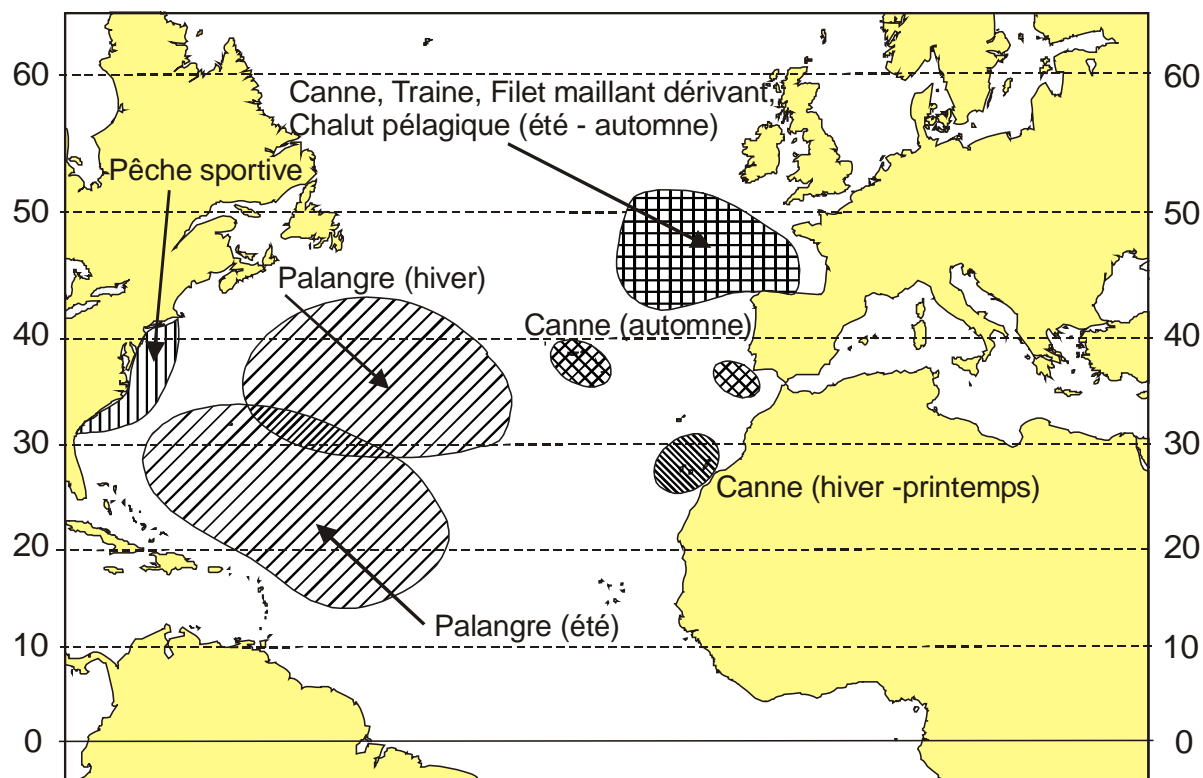 60
60
Canne, Traine, Filet maillant dérivant,
Chalut pélagique (été - automne)
Pêche sportive
50
50
Palangre (hiver)
Canne (automne)
40
40
30
30
Canne (hiver -printemps)
20
20
Palangre (été)
10
10
0
0